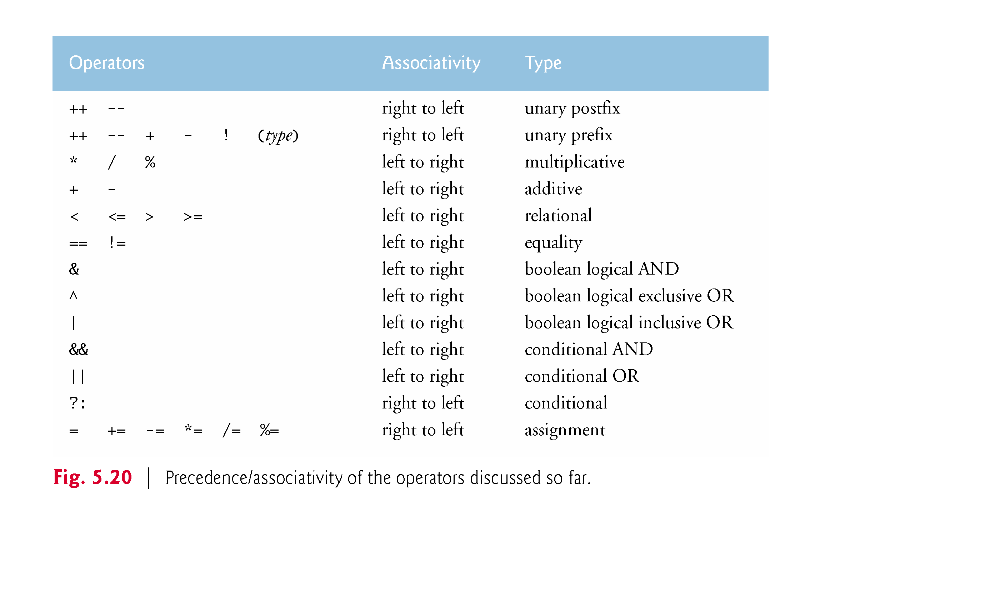 Operators Associativity Type
++ -- right to left unary postfix
++ -- + - ! (type) right to left unary prefix
* / % left to right multiplicative
+ - left to right additive
< <= > >= left to right relational
== != left to right equality
& left to right boolean logical AND
^ left to right boolean logical exclusive OR
| left to right boolean logical inclusive OR
&& left to right conditional AND
|| left to right conditional OR
?: right to left conditional
= += -= *= /= %= right to left assignment
Fig. 5.20 | Precedence/associativity of the operators discussed so far.